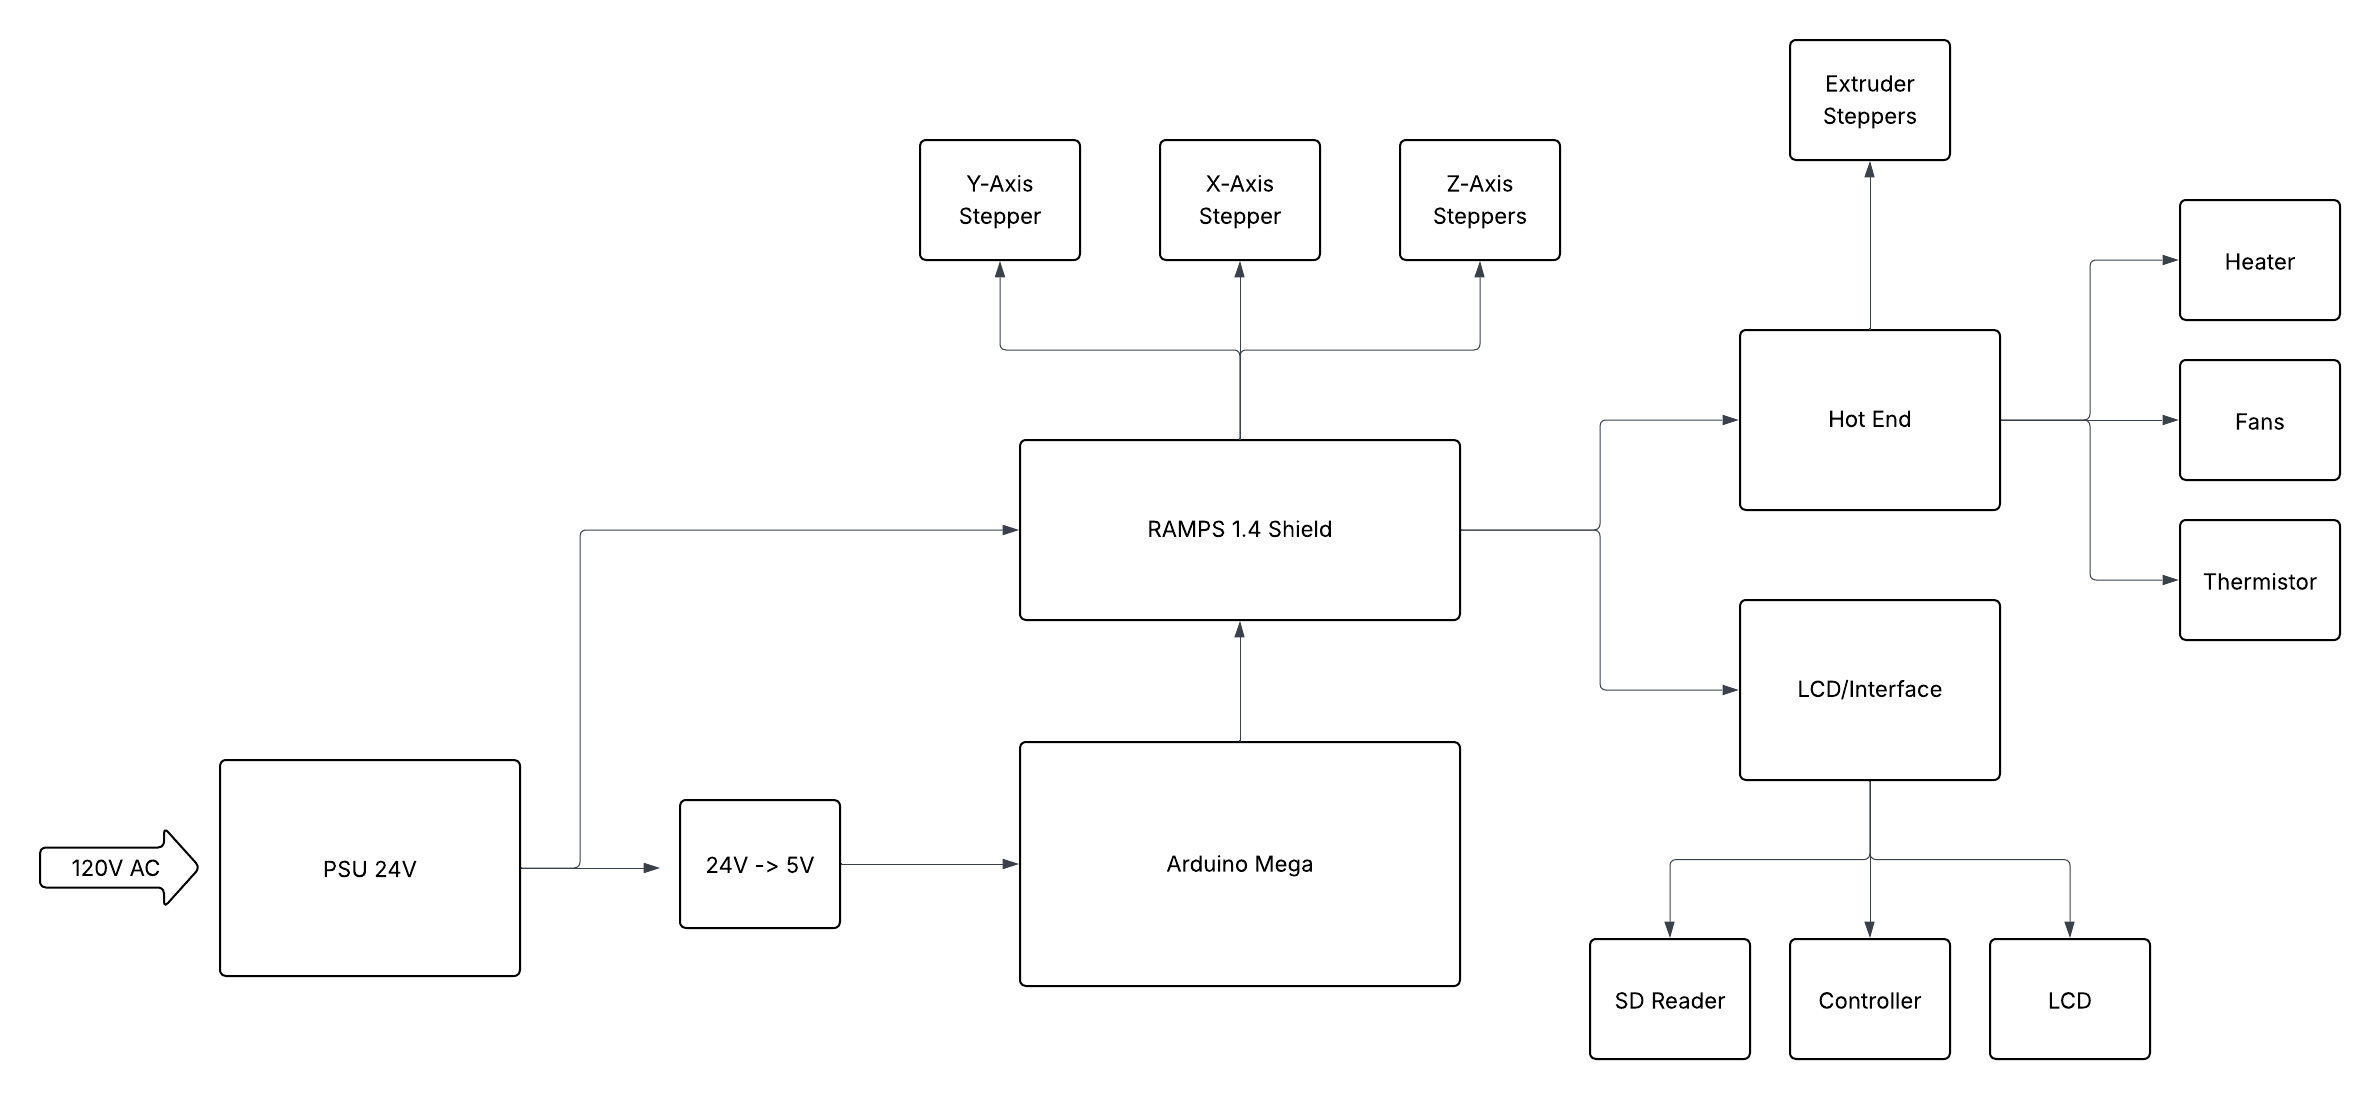 Extruder
Steppers
Y-Axis
Stepper
X-Axis
Stepper
Z-Axis
Steppers
Heater
Hot End
Fans
RAMPS 1.4 Shield
Thermistor
LCD/Interface
120V AC
PSU 24V
24V -> 5V
Arduino Mega
SD Reader
Controller
LCD